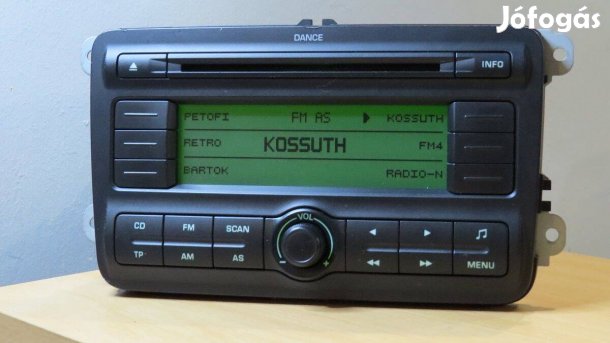 Jófogás
DANCE
INFO
PETOFI FM AS KOSSUTH
RETRO KOSSUTH FM4
BARTOK RADIO-N
VOL
CD FM SCAN
TP AM AS MENU
- +